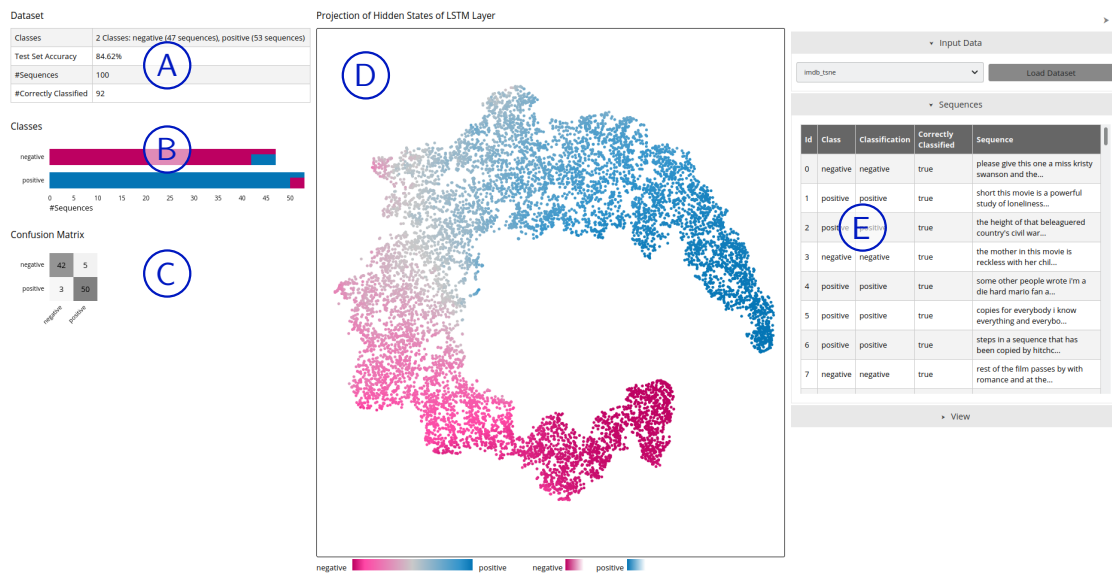 Dataset
Classes 2 Classes: negative (47 sequences), positive (53 sequences)
Test Set Accuracy 84.62%
#Sequences 100
#Correctly Classified 92
A
Classes
negative
positive
B
0 5 10 15 20 25 30 35 40 45 50
#Sequences
Confusion Matrix
negative 42 5
positive 3 50
negative positive
C
Projection of Hidden States of LSTM Layer
D
negative positive negative positive
Input Data
imdb_tsne Load Dataset
Sequences
Id Class Classification Correctly Classified Sequence
0 negative negative true please give this one a miss kristy
swanson and the...
1 positive positive true short this movie is a powerful
study of loneliness...
2 positive positive true the height of that beleaguered
country's civil war...
E
3 negative negative true the mother in this movie is
reckless with her chil...
4 positive positive true some other people wrote i'm a
die hard mario fan a...
5 positive positive true copies for everybody i know
everything and everybo...
6 positive positive true steps in a sequence that has
been copied by hitchc...
7 negative negative true rest of the film passes by with
romance and at the...
View